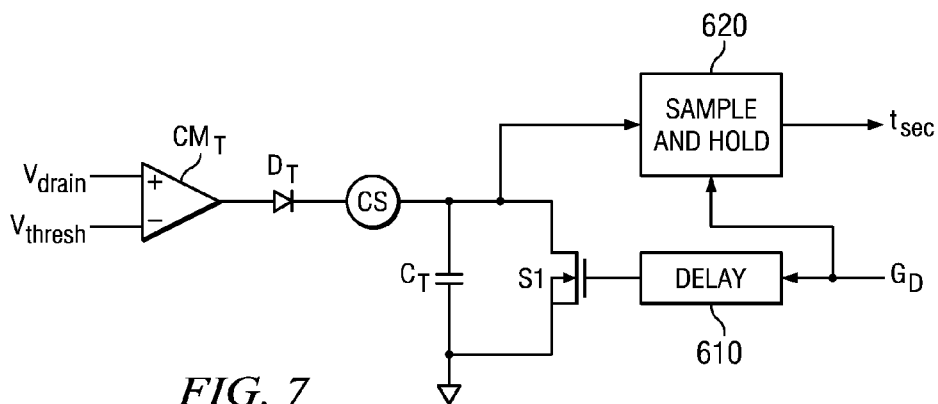 620
SAMPLE
AND HOLD
t_sec
CM_T
V_drain
+
D_T
CS
V_thresh
−
C_T
S1
DELAY
G_D
610
FIG. 7